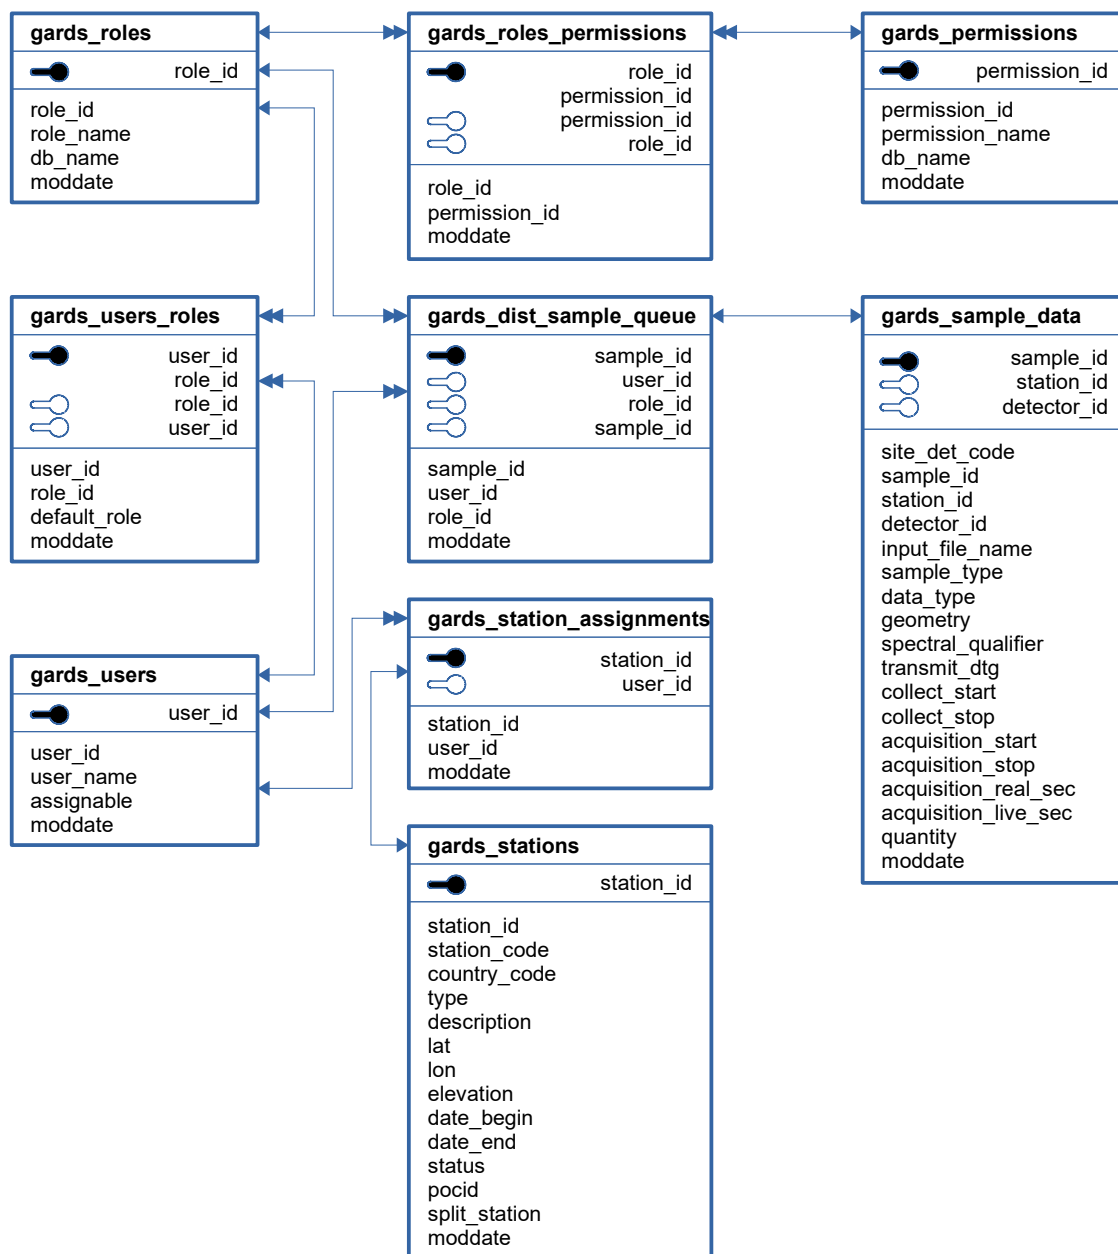 gards_roles
role_id
role_id
role_name
db_name
moddate
gards_roles_permissions
role_id
permission_id
permission_id
role_id
role_id
permission_id
moddate
gards_permissions
permission_id
permission_id
permission_name
db_name
moddate
gards_users_roles
user_id
role_id
role_id
user_id
user_id
role_id
default_role
moddate
gards_dist_sample_queue
sample_id
user_id
role_id
sample_id
sample_id
user_id
role_id
moddate
gards_sample_data
sample_id
station_id
detector_id
site_det_code
sample_id
station_id
detector_id
input_file_name
sample_type
data_type
geometry
spectral_qualifier
transmit_dtg
collect_start
collect_stop
acquisition_start
acquisition_stop
acquisition_real_sec
acquisition_live_sec
quantity
moddate
gards_users
user_id
user_id
user_name
assignable
moddate
gards_station_assignments
station_id
user_id
station_id
user_id
moddate
gards_stations
station_id
station_id
station_code
country_code
type
description
lat
lon
elevation
date_begin
date_end
status
pocid
split_station
moddate